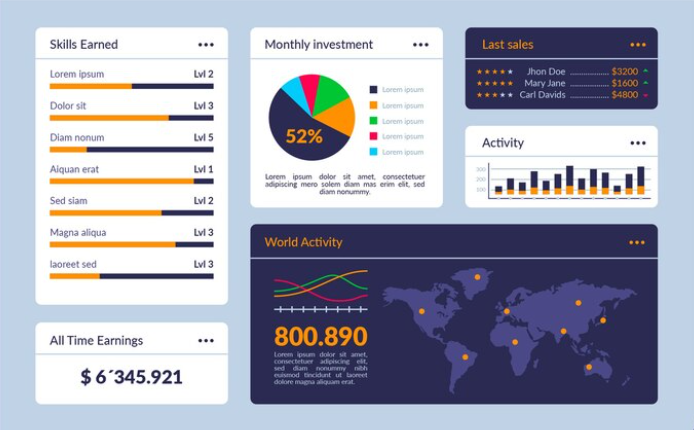 Skills Earned
Lorem ipsum Lvl 2
Dolor sit Lvl 3
Diam nonum Lvl 5
Aiquan erat Lvl 1
Sed siam Lvl 2
Magna aliqua Lvl 3
laoreet sed Lvl 3
All Time Earnings
$ 6´345.921
Monthly investment
52%
Lorem ipsum
Lorem ipsum
Lorem ipsum
Lorem ipsum
Lorem ipsum
Lorem ipsum dolor sit amet, consectetuer
adipiscing mero solem diam mas erim elit, sed
diam nonummy.
Last sales
Jhon Doe .................. $3200
Mary Jane .................. $1600
Carl Davids .................. $4800
Activity
300
200
100
World Activity
800.890
Lorem ipsum dolor sit amet,
consectetuer adipiscing elit,
sed diam nonummy nibh
euismod tincidunt ut laoreet
dolore magna aliquam erat.